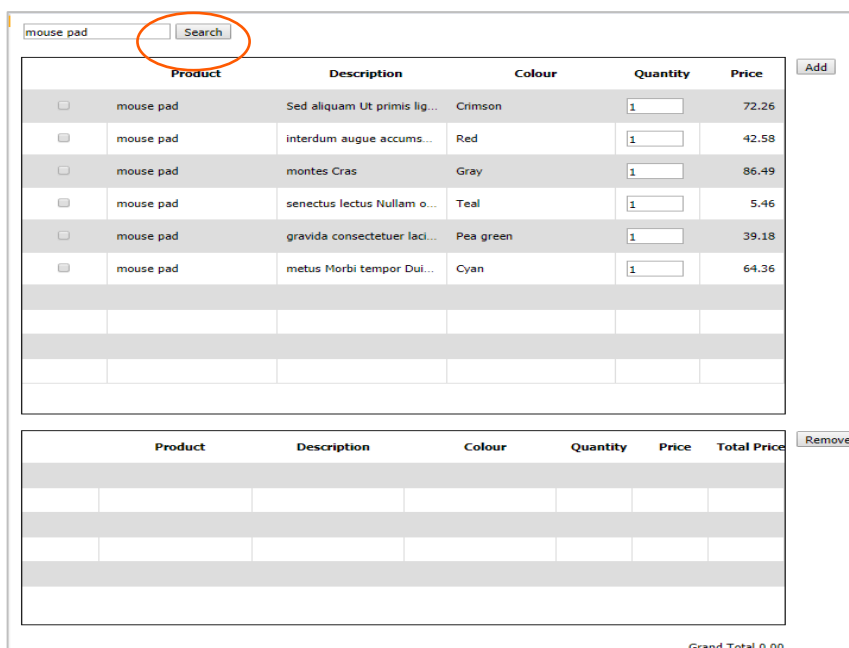 mouse pad Search
Product Description Colour Quantity Price Add
mouse pad Sed aliquam Ut primis lig... Crimson 1 72.26
mouse pad interdum augue accums... Red 1 42.58
mouse pad montes Cras Gray 1 86.49
mouse pad senectus lectus Nullam o... Teal 1 5.46
mouse pad gravida consectetuer laci... Pea green 1 39.18
mouse pad metus Morbi tempor Dui... Cyan 1 64.36
Product Description Colour Quantity Price Total Price Remove
Grand Total 0.00